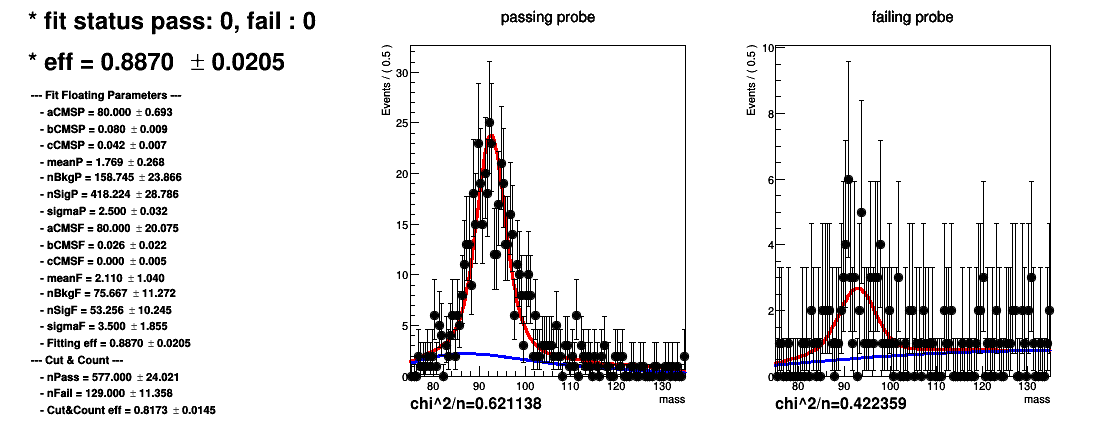 * fit status pass: 0, fail : 0
* eff = 0.8870 ± 0.0205
--- Fit Floating Parameters ---
- aCMSP = 80.000 ± 0.693
- bCMSP = 0.080 ± 0.009
- cCMSP = 0.042 ± 0.007
- meanP = 1.769 ± 0.268
- nBkgP = 158.745 ± 23.866
- nSigP = 418.224 ± 28.786
- sigmaP = 2.500 ± 0.032
- aCMSF = 80.000 ± 20.075
- bCMSF = 0.026 ± 0.022
- cCMSF = 0.000 ± 0.005
- meanF = 2.110 ± 1.040
- nBkgF = 75.667 ± 11.272
- nSigF = 53.256 ± 10.245
- sigmaF = 3.500 ± 1.855
- Fitting eff = 0.8870 ± 0.0205
--- Cut & Count ---
- nPass = 577.000 ± 24.021
- nFail = 129.000 ± 11.358
- Cut&Count eff = 0.8173 ± 0.0145
passing probe
Events / ( 0.5 )
30
25
20
15
10
5
0
80 90 100 110 120 130
mass
chi^2/n=0.621138
failing probe
Events / ( 0.5 )
10
8
6
4
2
0
80 90 100 110 120 130
mass
chi^2/n=0.422359